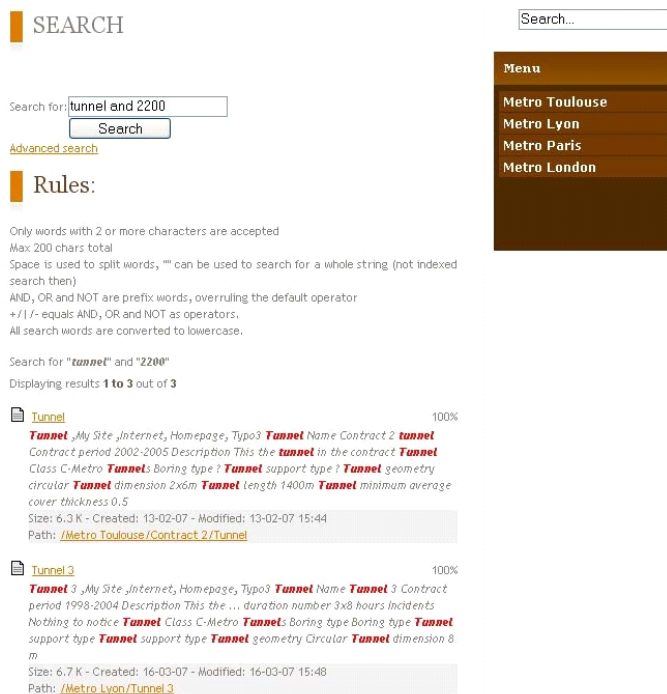 SEARCH
Search...
Menu
Metro Toulouse
Metro Lyon
Metro Paris
Metro London
Search for: tunnel and 2200
Search
Advanced search
Rules:
Only words with 2 or more characters are accepted
Max 200 chars total
Space is used to split words, "" can be used to search for a whole string (not indexed
search then)
AND, OR and NOT are prefix words, overruling the default operator
+/|/- equals AND, OR and NOT as operators.
All search words are converted to lowercase.
Search for "tunnel" and "2200"
Displaying results 1 to 3 out of 3
Tunnel 100%
Tunnel ,My Site ,Internet, Homepage, Typo3 Tunnel Name Contract 2 tunnel
Contract period 2002-2005 Description This the tunnel in the contract Tunnel
Class C-Metro Tunnels Boring type ? Tunnel support type ? Tunnel geometry
circular Tunnel dimension 2x6m Tunnel Length 1400m Tunnel minimum average
cover thickness 0.5
Size: 6.3 K - Created: 13-02-07 - Modified: 13-02-07 15:44
Path: /Metro Toulouse/Contract 2/Tunnel
Tunnel 3 100%
Tunnel 3 ,My Site ,Internet, Homepage, Typo3 Tunnel Name Tunnel 3 Contract
period 1998-2004 Description This the ... duration number 3x8 hours Incidents
Nothing to notice Tunnel Class C-Metro Tunnels Boring type Boring type Tunnel
support type Tunnel support type Tunnel geometry Circular Tunnel dimension 8
m
Size: 6.7 K - Created: 16-03-07 - Modified: 16-03-07 15:48
Path: /Metro Lyon/Tunnel 3